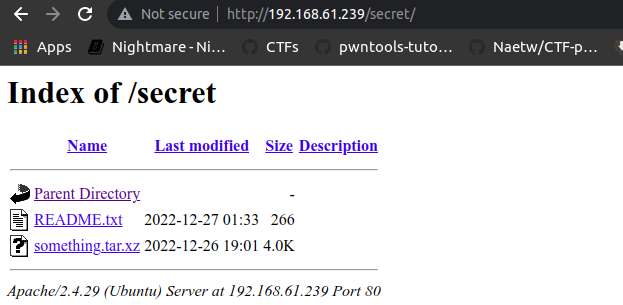 Not secure | http://192.168.61.239/secret/
Apps Nightmare - Ni... CTFs pwntools-tuto... Naetw/CTF-p...
Index of /secret
Name Last modified Size Description
Parent Directory -
README.txt 2022-12-27 01:33 266
? something.tar.xz 2022-12-26 19:01 4.0K
Apache/2.4.29 (Ubuntu) Server at 192.168.61.239 Port 80